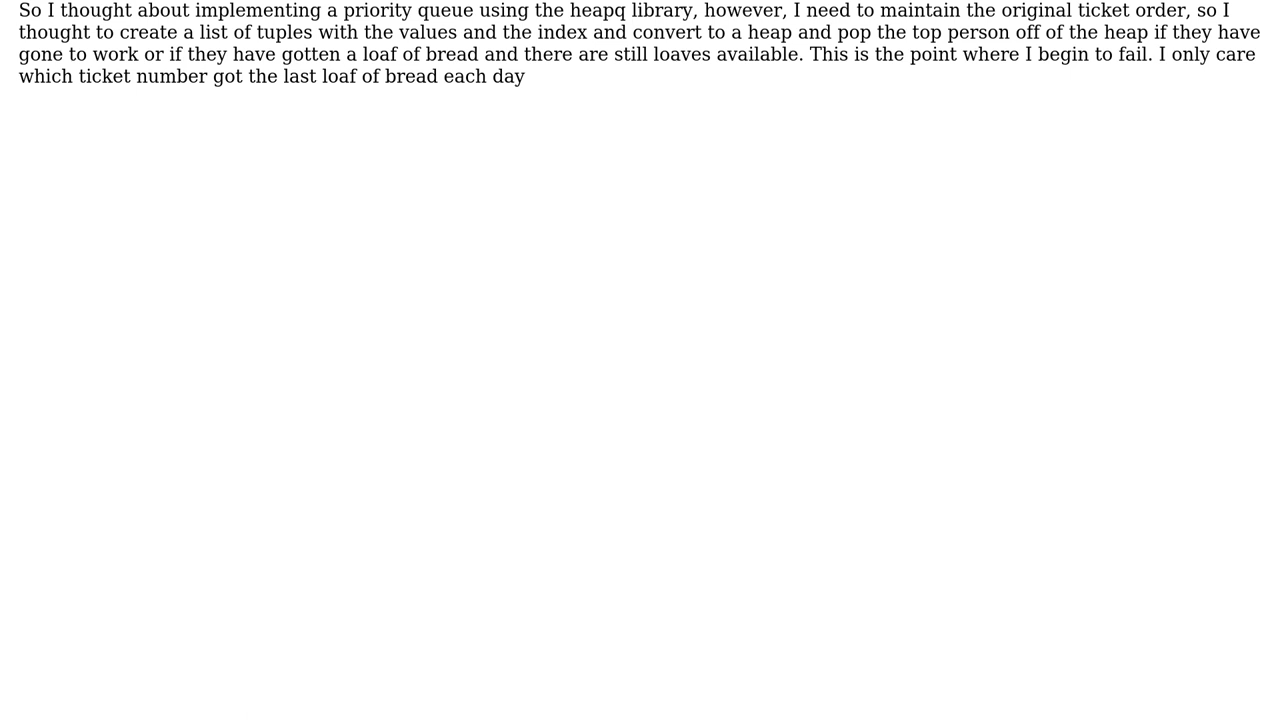 So I thought about implementing a priority queue using the heapq library, however, I need to maintain the original ticket order, so I
thought to create a list of tuples with the values and the index and convert to a heap and pop the top person off of the heap if they have
gone to work or if they have gotten a loaf of bread and there are still loaves available. This is the point where I begin to fail. I only care
which ticket number got the last loaf of bread each day